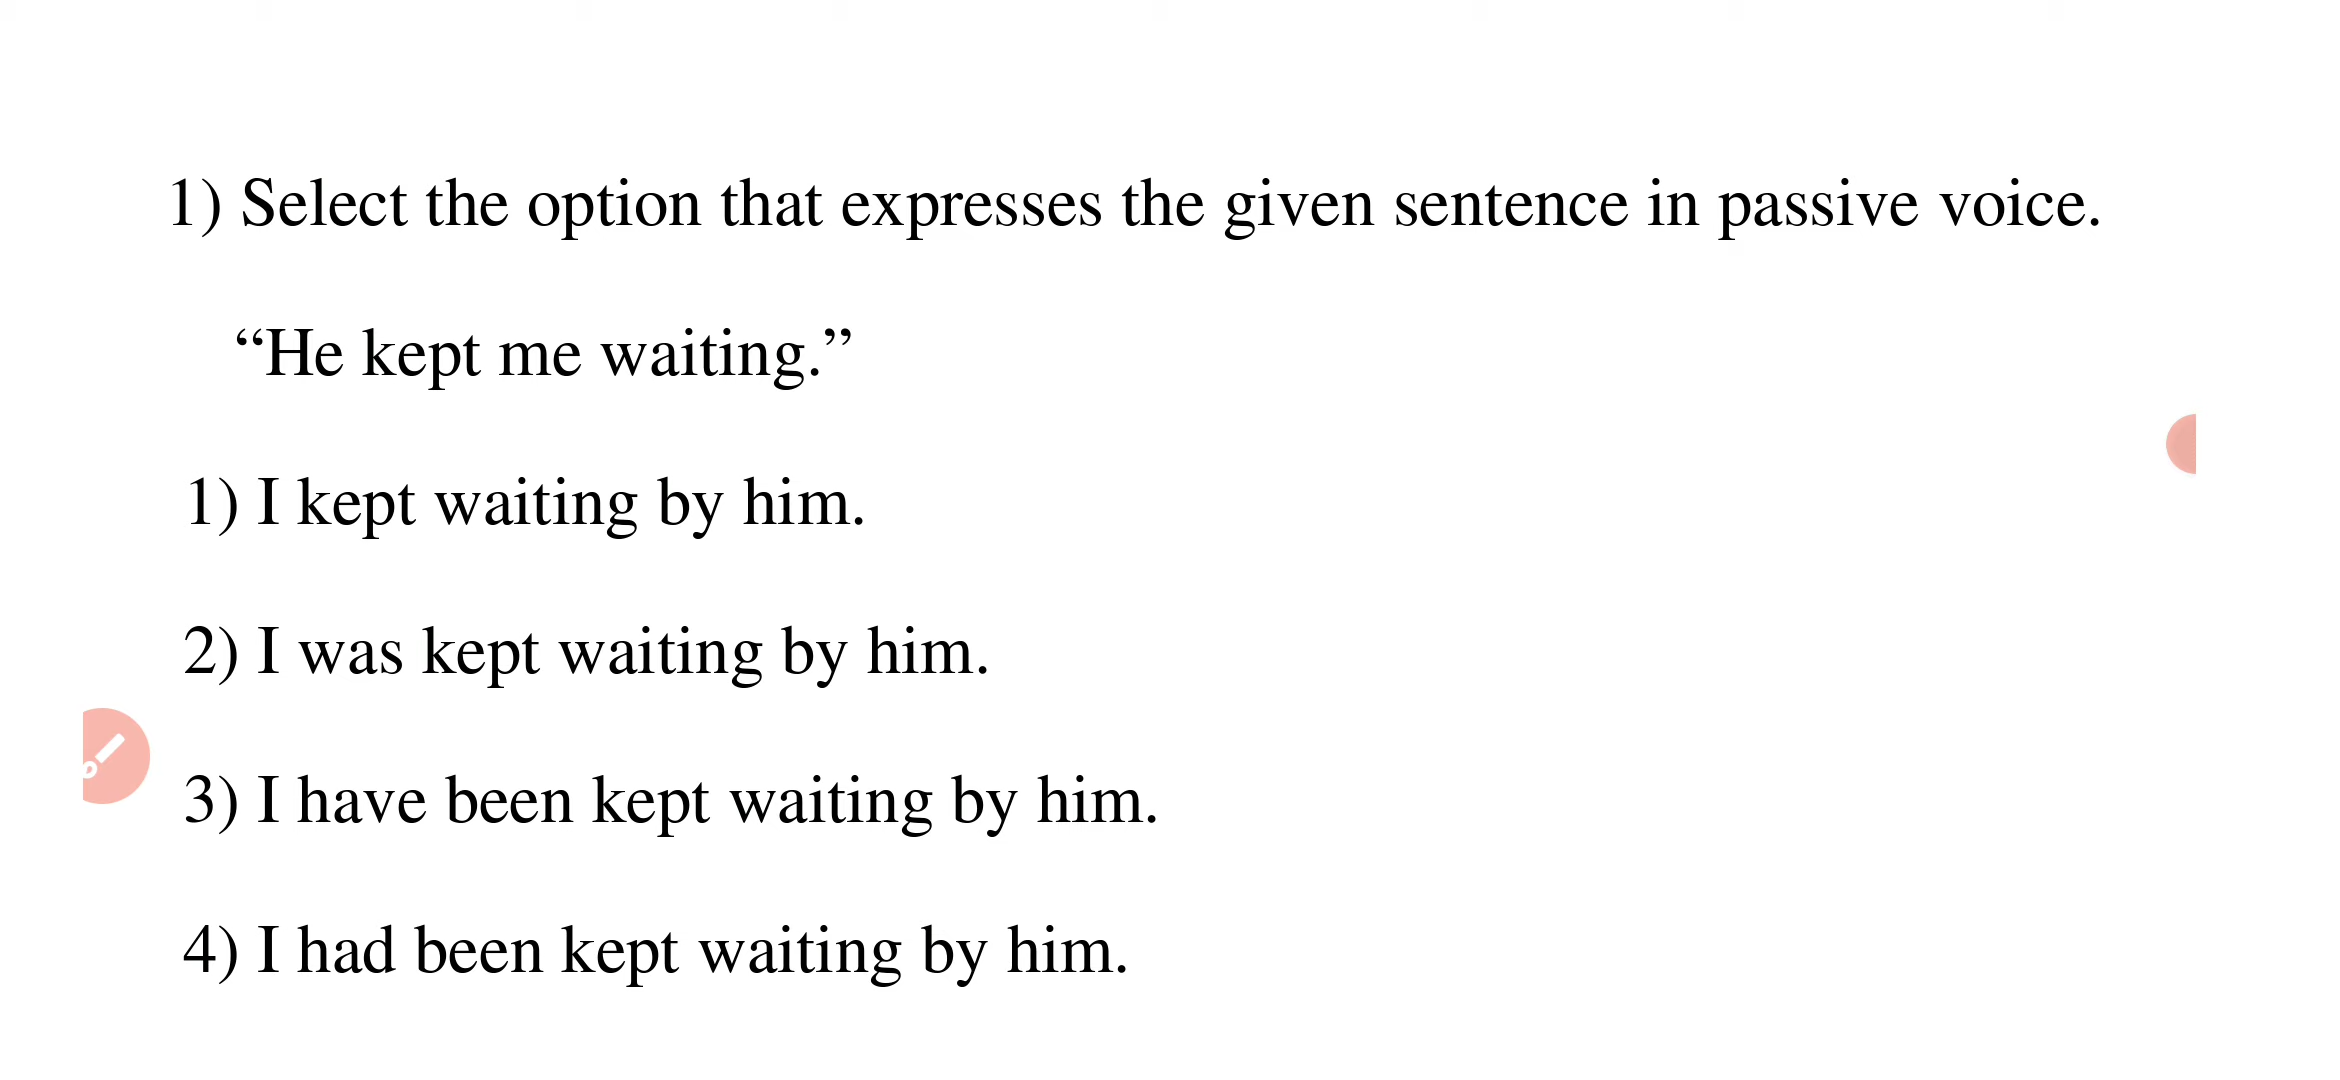 1) Select the option that expresses the given sentence in passive voice.
“He kept me waiting.”
1) I kept waiting by him.
2) I was kept waiting by him.
3) I have been kept waiting by him.
4) I had been kept waiting by him.